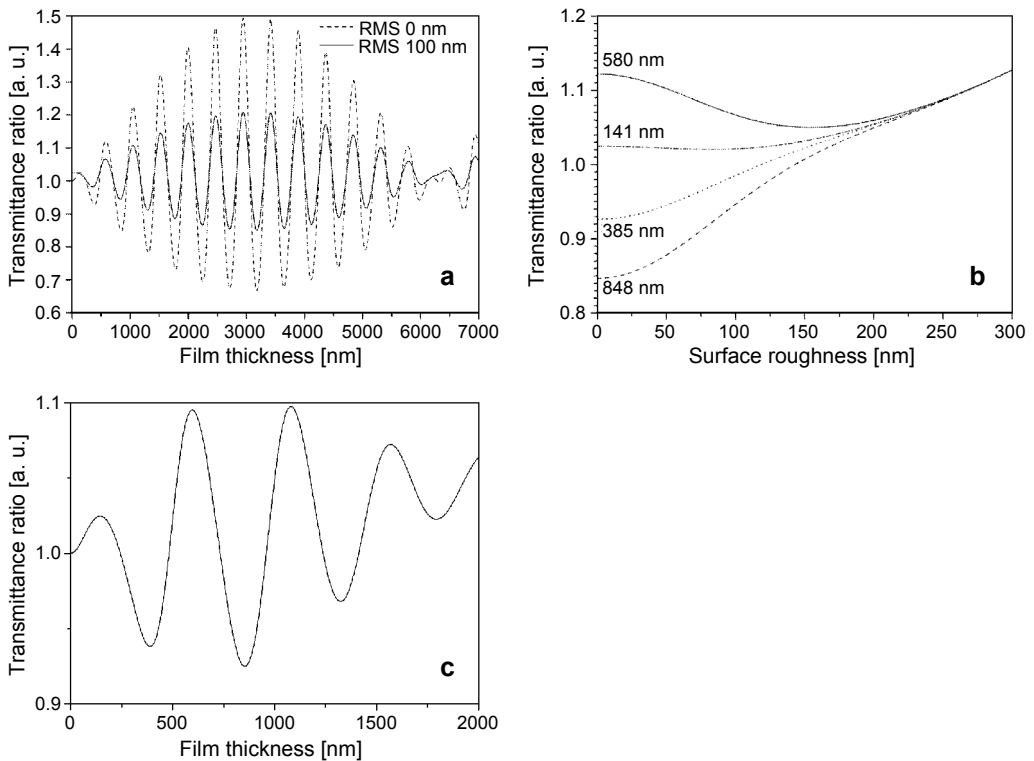 1.5
1.4
1.3
1.2
1.1
1.0
0.9
0.8
0.7
0.6
Transmittance ratio [a. u.]
RMS 0 nm
RMS 100 nm
a
0 1000 2000 3000 4000 5000 6000 7000
Film thickness [nm]
1.2
1.1
1.0
0.9
0.8
Transmittance ratio [a. u.]
580 nm
141 nm
385 nm
848 nm
b
0 50 100 150 200 250 300
Surface roughness [nm]
1.1
1.0
0.9
Transmittance ratio [a. u.]
c
0 500 1000 1500 2000
Film thickness [nm]